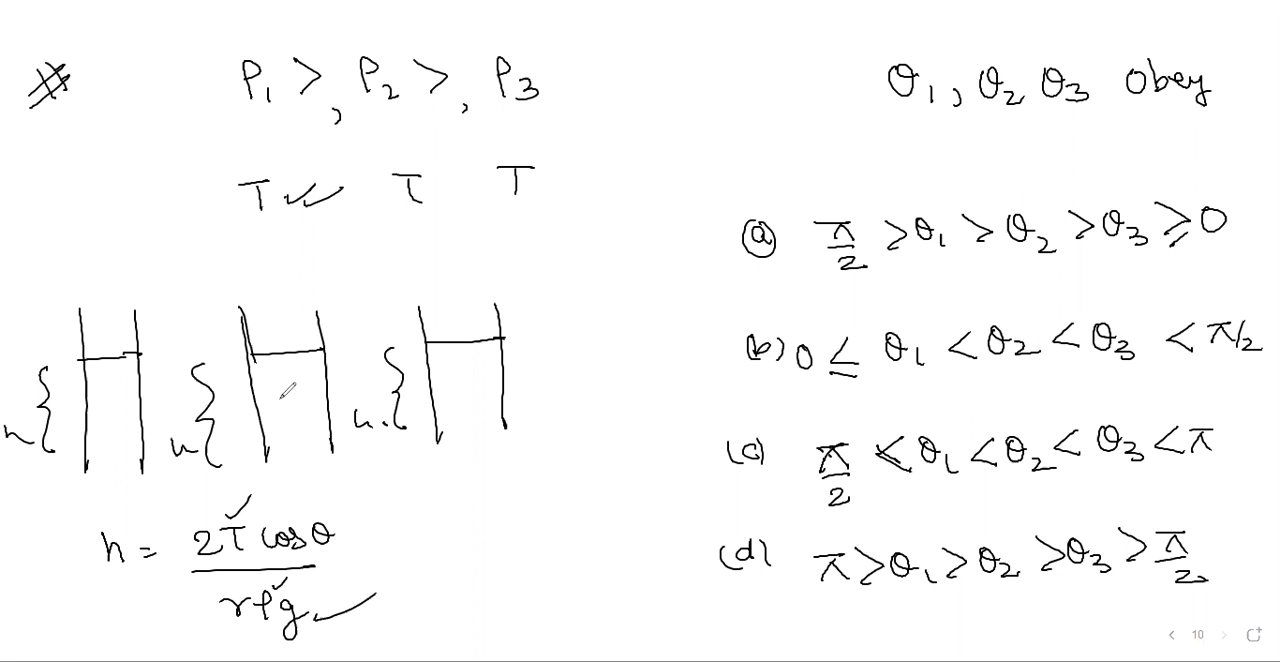 # ρ₁ >, ρ₂ >, ρ₃
T ✓✓ T T
h { h { h. {
h = 2T cosθ / rρg ✓
θ₁, θ₂ θ₃ obey
(a) π/2 > θ₁ > θ₂ > θ₃ ≥ 0
(b) 0 ≤ θ₁ < θ₂ < θ₃ < π/2
(c) π/2 < θ₁ < θ₂ < θ₃ < π
(d) π > θ₁ > θ₂ > θ₃ > π/2
10